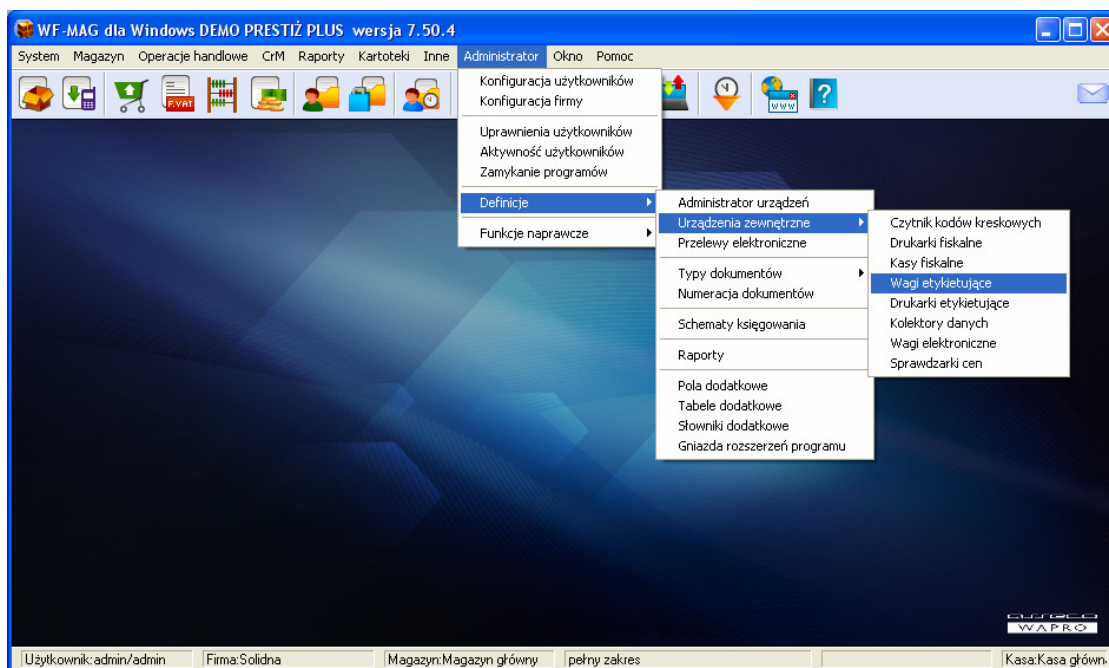 WF-MAG dla Windows DEMO PRESTIŻ PLUS wersja 7.50.4
System Magazyn Operacje handlowe CrM Raporty Kartoteki Inne Administrator Okno Pomoc
F.VAT
www
?
Konfiguracja użytkowników
Konfiguracja firmy
Uprawnienia użytkowników
Aktywność użytkowników
Zamykanie programów
Definicje
Funkcje naprawcze
Administrator urządzeń
Urządzenia zewnętrzne
Przelewy elektroniczne
Typy dokumentów
Numeracja dokumentów
Schematy księgowania
Raporty
Pola dodatkowe
Tabele dodatkowe
Słowniki dodatkowe
Gniazda rozszerzeń programu
Czytnik kodów kreskowych
Drukarki fiskalne
Kasy fiskalne
Wagi etykietujące
Drukarki etykietujące
Kolektory danych
Wagi elektroniczne
Sprawdzarki cen
asseco
WAPRO
Użytkownik:admin/admin Firma:Solidna Magazyn:Magazyn główny pełny zakres Kasa:Kasa główn